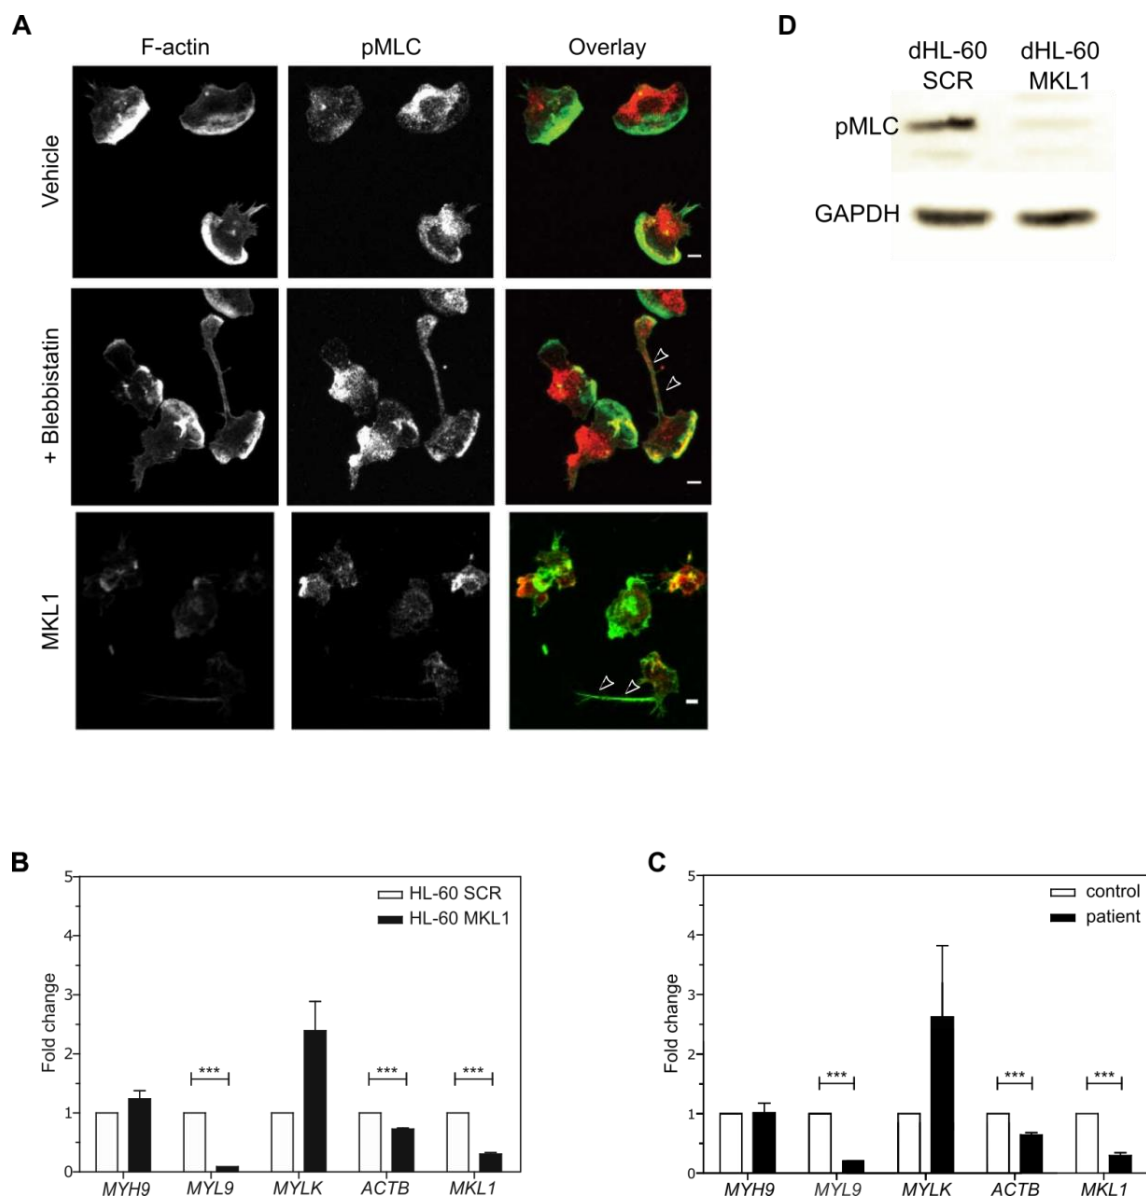 A
F-actin
pMLC
Overlay
Vehicle
+ Blebbistatin
MKL1
D
dHL-60
SCR
dHL-60
MKL1
pMLC
GAPDH
B
5
4
3
2
1
0
Fold change
HL-60 SCR
HL-60 MKL1
***
***
***
MYH9
MYL9
MYLK
ACTB
MKL1
C
5
4
3
2
1
0
Fold change
control
patient
***
***
***
MYH9
MYL9
MYLK
ACTB
MKL1